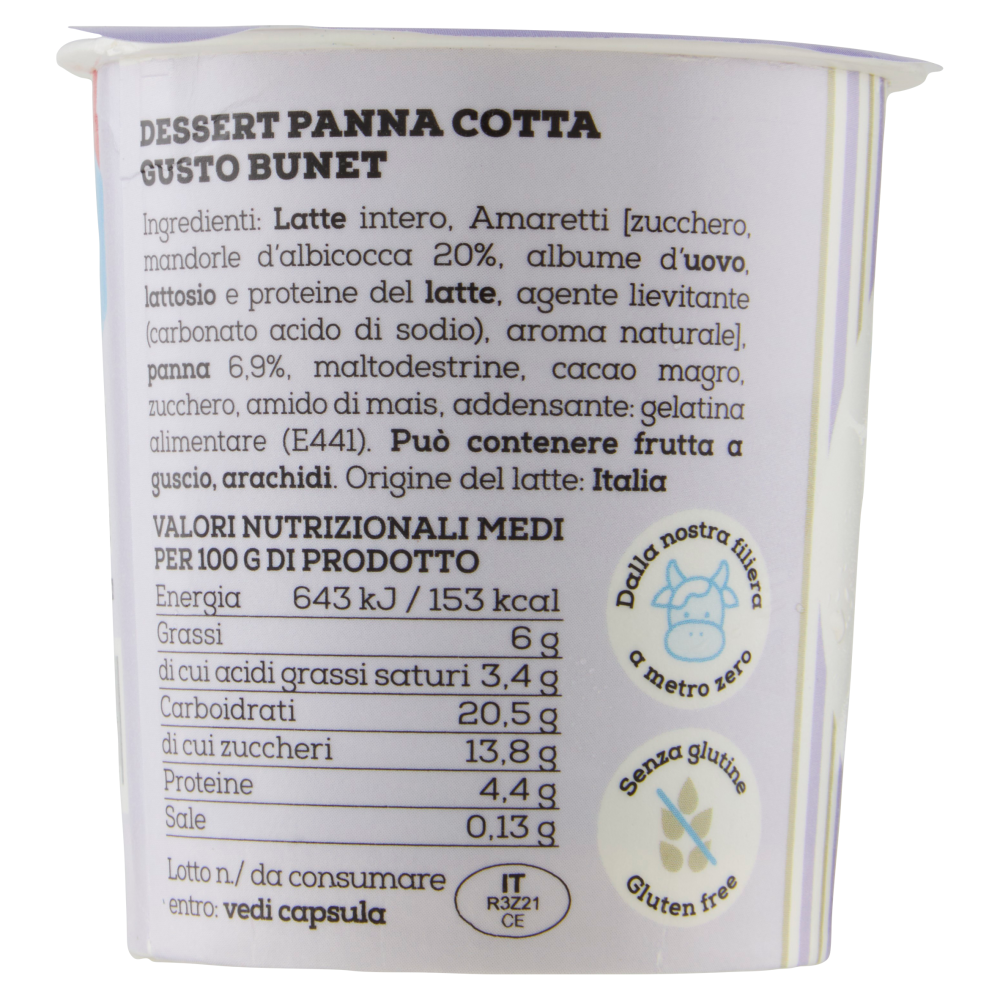 DESSERT PANNA COTTA
GUSTO BUNET
Ingredienti: Latte intero, Amaretti [zucchero,
mandorle d'albicocca 20%, albume d'uovo,
lattosio e proteine del latte, agente lievitante
(carbonato acido di sodio), aroma naturale],
panna 6,9%, maltodestrine, cacao magro,
zucchero, amido di mais, addensante: gelatina
alimentare (E441). Può contenere frutta a
guscio, arachidi. Origine del latte: Italia
VALORI NUTRIZIONALI MEDI
PER 100 G DI PRODOTTO
Energia 643 kJ / 153 kcal
Grassi 6 g
di cui acidi grassi saturi 3,4 g
Carboidrati 20,5 g
di cui zuccheri 13,8 g
Proteine 4,4 g
Sale 0,13 g
Lotto n./ da consumare
entro: vedi capsula
IT
R3Z21
CE
Dalla nostra filiera
a metro zero
Senza glutine
Gluten free